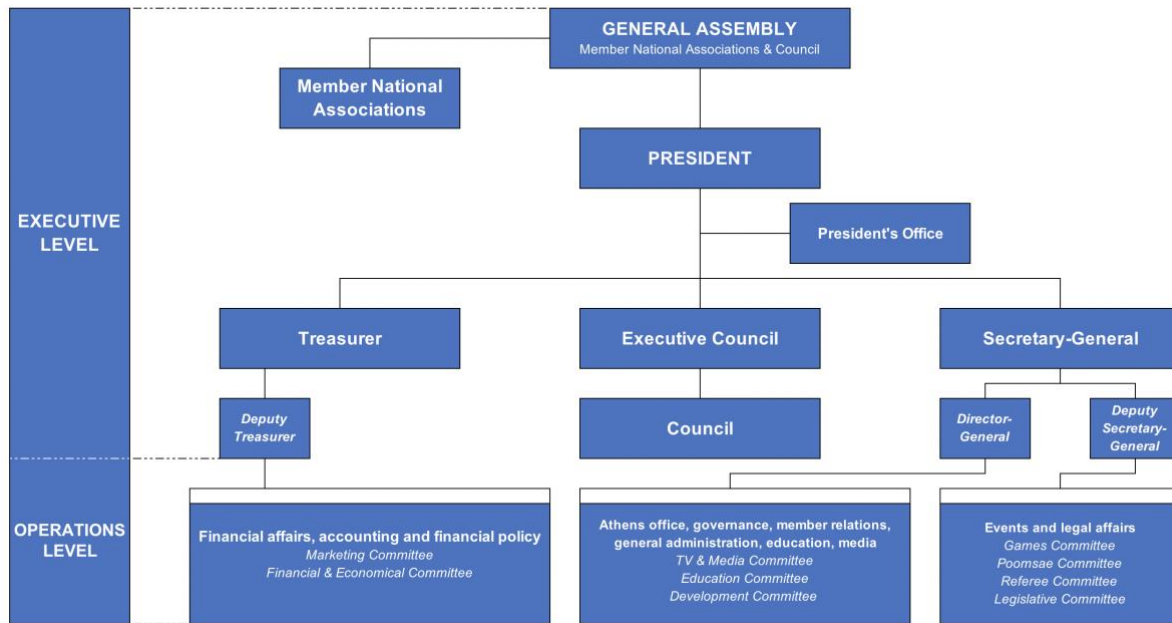 GENERAL ASSEMBLY
Member National Associations & Council
Member National
Associations
PRESIDENT
EXECUTIVE
LEVEL
President's Office
Treasurer
Executive Council
Secretary-General
Deputy
Treasurer
Council
Director-
General
Deputy
Secretary-
General
OPERATIONS
LEVEL
Financial affairs, accounting and financial policy
Marketing Committee
Financial & Economical Committee
Athens office, governance, member relations,
general administration, education, media
TV & Media Committee
Education Committee
Development Committee
Events and legal affairs
Games Committee
Poomsae Committee
Referee Committee
Legislative Committee